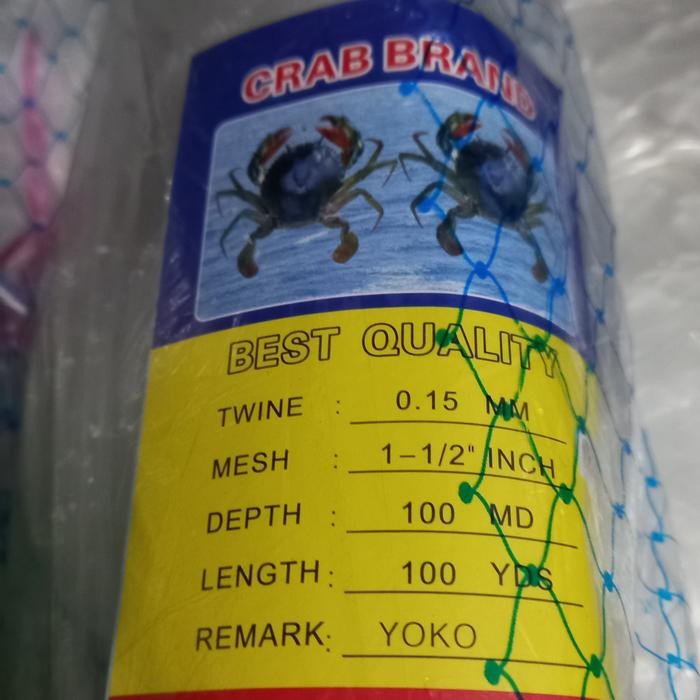 CRAB BRAND
BEST QUALITY
TWINE : 0.15 MM
MESH : 1-1/2" INCH
DEPTH : 100 MD
LENGTH : 100 YDS
REMARK: YOKO